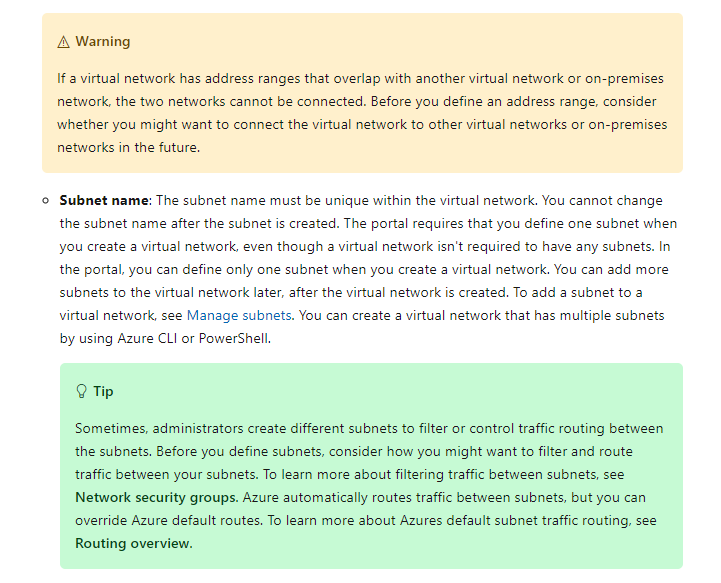 Warning
If a virtual network has address ranges that overlap with another virtual network or on-premises
network, the two networks cannot be connected. Before you define an address range, consider
whether you might want to connect the virtual network to other virtual networks or on-premises
networks in the future.
Subnet name: The subnet name must be unique within the virtual network. You cannot change
the subnet name after the subnet is created. The portal requires that you define one subnet when
you create a virtual network, even though a virtual network isn't required to have any subnets. In
the portal, you can define only one subnet when you create a virtual network. You can add more
subnets to the virtual network later, after the virtual network is created. To add a subnet to a
virtual network, see Manage subnets. You can create a virtual network that has multiple subnets
by using Azure CLI or PowerShell.
Tip
Sometimes, administrators create different subnets to filter or control traffic routing between
the subnets. Before you define subnets, consider how you might want to filter and route
traffic between your subnets. To learn more about filtering traffic between subnets, see
Network security groups. Azure automatically routes traffic between subnets, but you can
override Azure default routes. To learn more about Azures default subnet traffic routing, see
Routing overview.